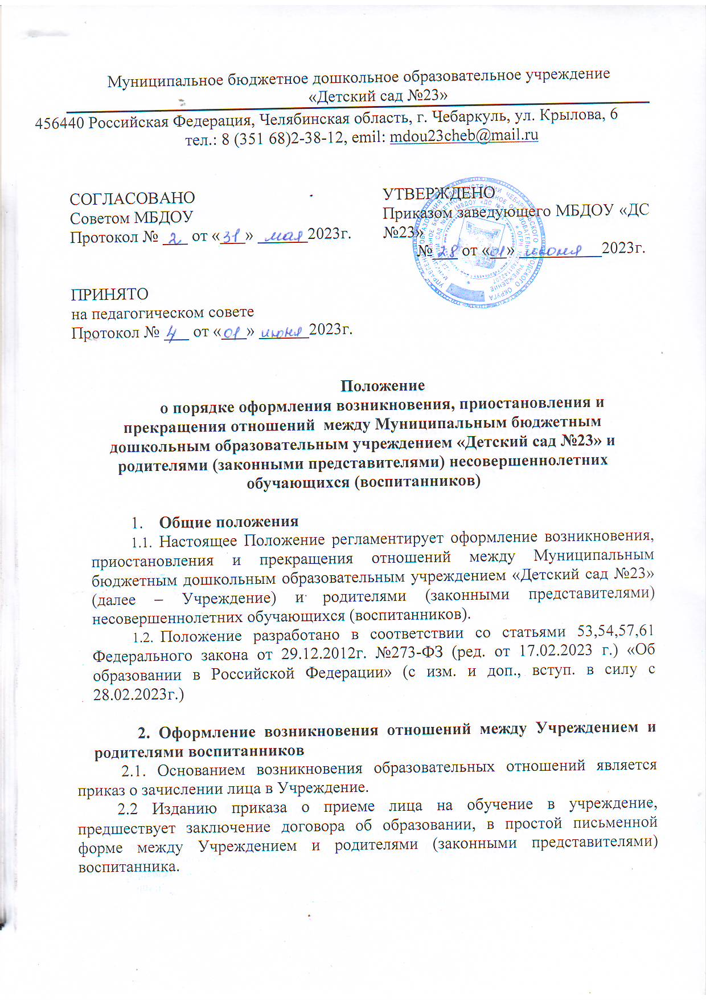 Муниципальное бюджетное дошкольное образовательное учреждение
«Детский сад №23»
456440 Российская Федерация, Челябинская область, г. Чебаркуль, ул. Крылова, 6
тел.: 8 (351 68)2-38-12, emil: mdou23cheb@mail.ru
СОГЛАСОВАНО
Советом МБДОУ
Протокол № 2 от «31» мая 2023г.
УТВЕРЖДЕНО
Приказом заведующего МБДОУ «ДС
№23»
№ 28 от «01» июня 2023г.
ПРИНЯТО
на педагогическом совете
Протокол № 4 от «01» июня 2023г.
Положение
о порядке оформления возникновения, приостановления и
прекращения отношений между Муниципальным бюджетным
дошкольным образовательным учреждением «Детский сад №23» и
родителями (законными представителями) несовершеннолетних
обучающихся (воспитанников)
1. Общие положения
1.1. Настоящее Положение регламентирует оформление возникновения,
приостановления и прекращения отношений между Муниципальным
бюджетным дошкольным образовательным учреждением «Детский сад №23»
(далее – Учреждение) и родителями (законными представителями)
несовершеннолетних обучающихся (воспитанников).
1.2. Положение разработано в соответствии со статьями 53,54,57,61
Федерального закона от 29.12.2012г. №273-ФЗ (ред. от 17.02.2023 г.) «Об
образовании в Российской Федерации» (с изм. и доп., вступ. в силу с
28.02.2023г.)
2. Оформление возникновения отношений между Учреждением и
родителями воспитанников
2.1. Основанием возникновения образовательных отношений является
приказ о зачислении лица в Учреждение.
2.2 Изданию приказа о приеме лица на обучение в учреждение,
предшествует заключение договора об образовании, в простой письменной
форме между Учреждением и родителями (законными представителями)
воспитанника.